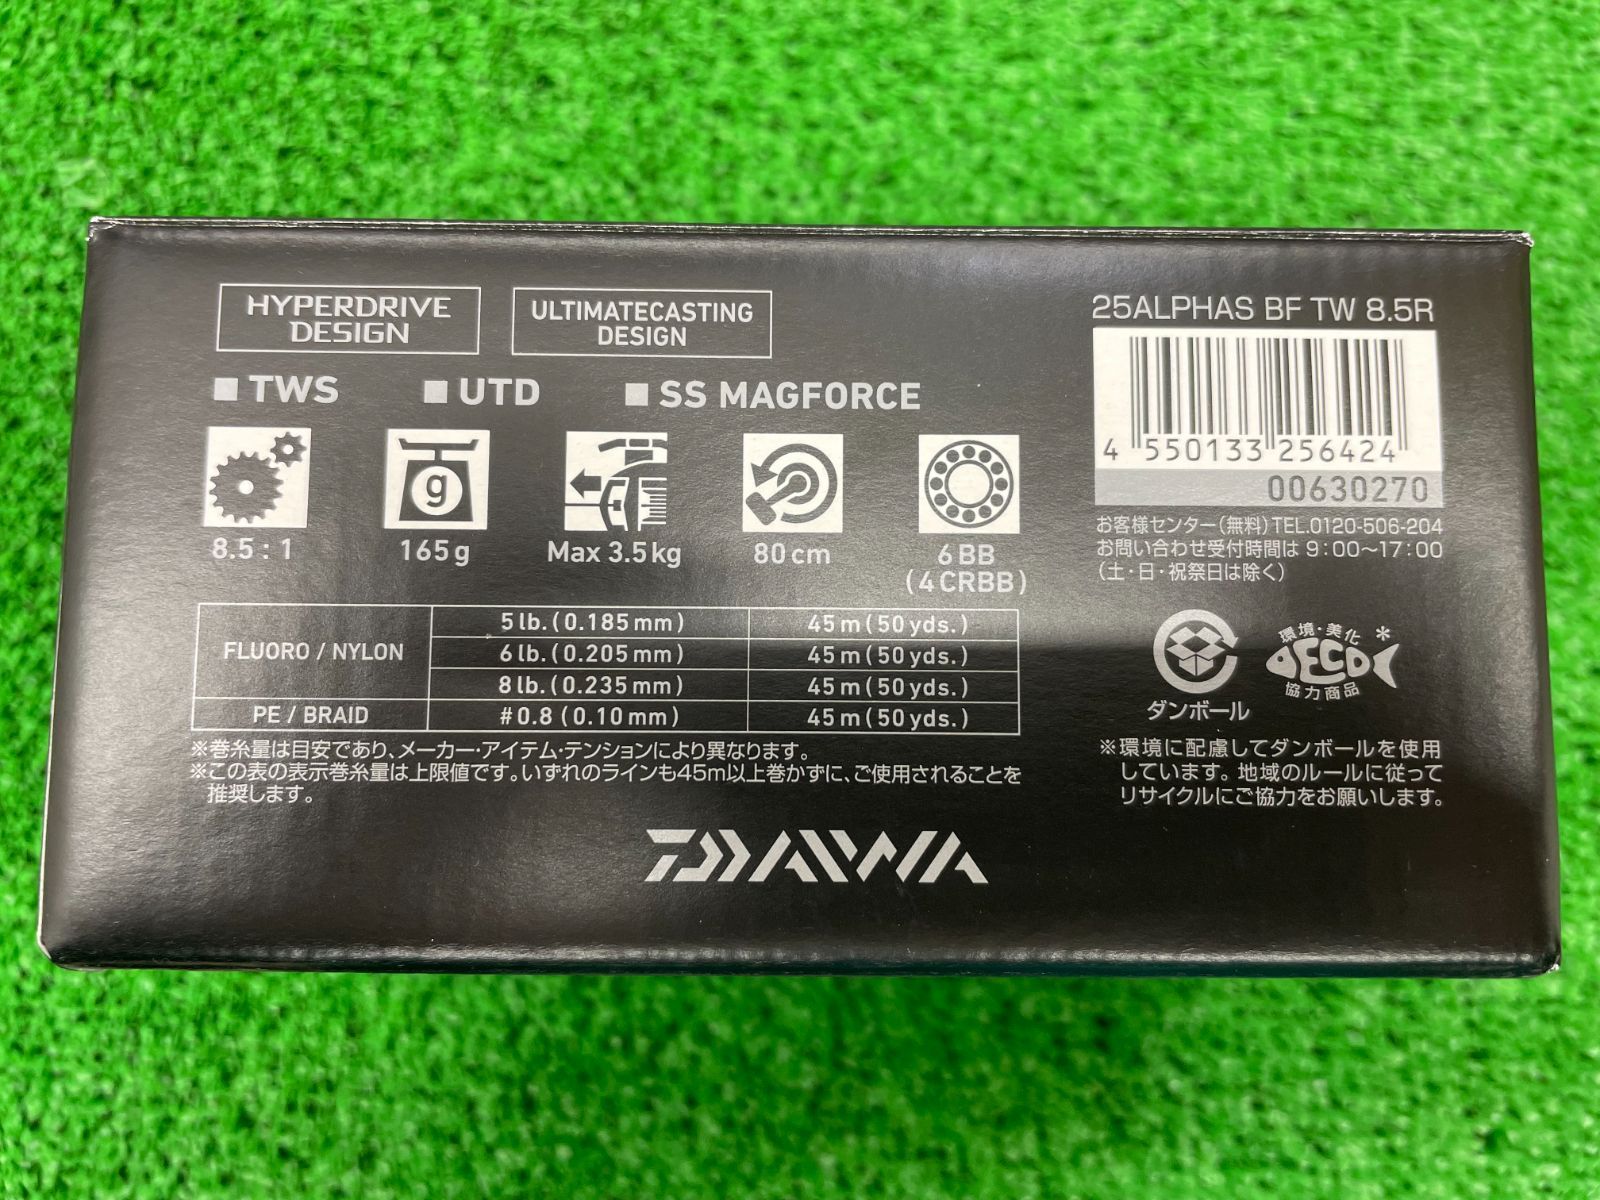 HYPERDRIVE
DESIGN
ULTIMATECASTING
DESIGN
■ TWS
■ UTD
■ SS MAGFORCE
g
8.5 : 1
165g
Max 3.5kg
80cm
6BB
(4CRBB)
FLUORO / NYLON
5lb.(0.185mm) 45m(50yds.)
6lb.(0.205mm) 45m(50yds.)
8lb.(0.235mm) 45m(50yds.)
PE / BRAID #0.8(0.10mm) 45m(50yds.)
※巻糸量は目安であり、メーカー・アイテム・テンションにより異なります。
※この表の表示巻糸量は上限値です。いずれのラインも45m以上巻かずに、ご使用されることを
推奨します。
DAIWA
25ALPHAS BF TW 8.5R
4 550133 256424
00630270
お客様センター(無料)TEL.0120-506-204
お問い合わせ受付時間は 9:00〜17:00
(土・日・祝祭日は除く)
ダンボール
環境・美化
ECO
協力商品
*
※環境に配慮してダンボールを使用
しています。地域のルールに従って
リサイクルにご協力をお願いします。